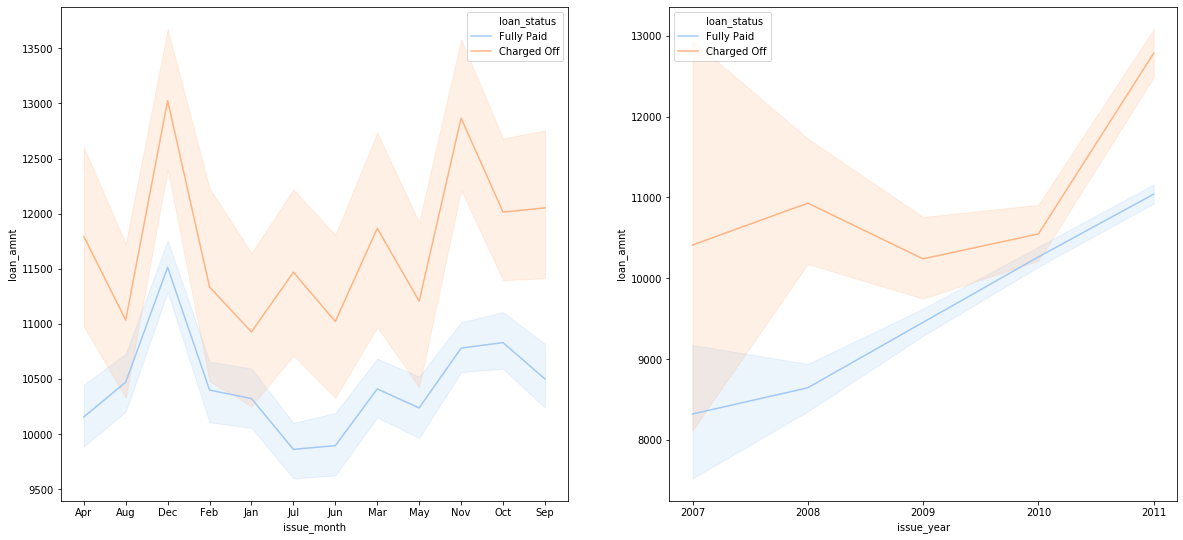 loan_status
Fully Paid
Charged Off
13500
13000
12500
12000
11500
11000
10500
10000
9500
loan_amnt
Apr Aug Dec Feb Jan Jul Jun Mar May Nov Oct Sep
issue_month
loan_status
Fully Paid
Charged Off
13000
12000
11000
10000
9000
8000
loan_amnt
2007 2008 2009 2010 2011
issue_year